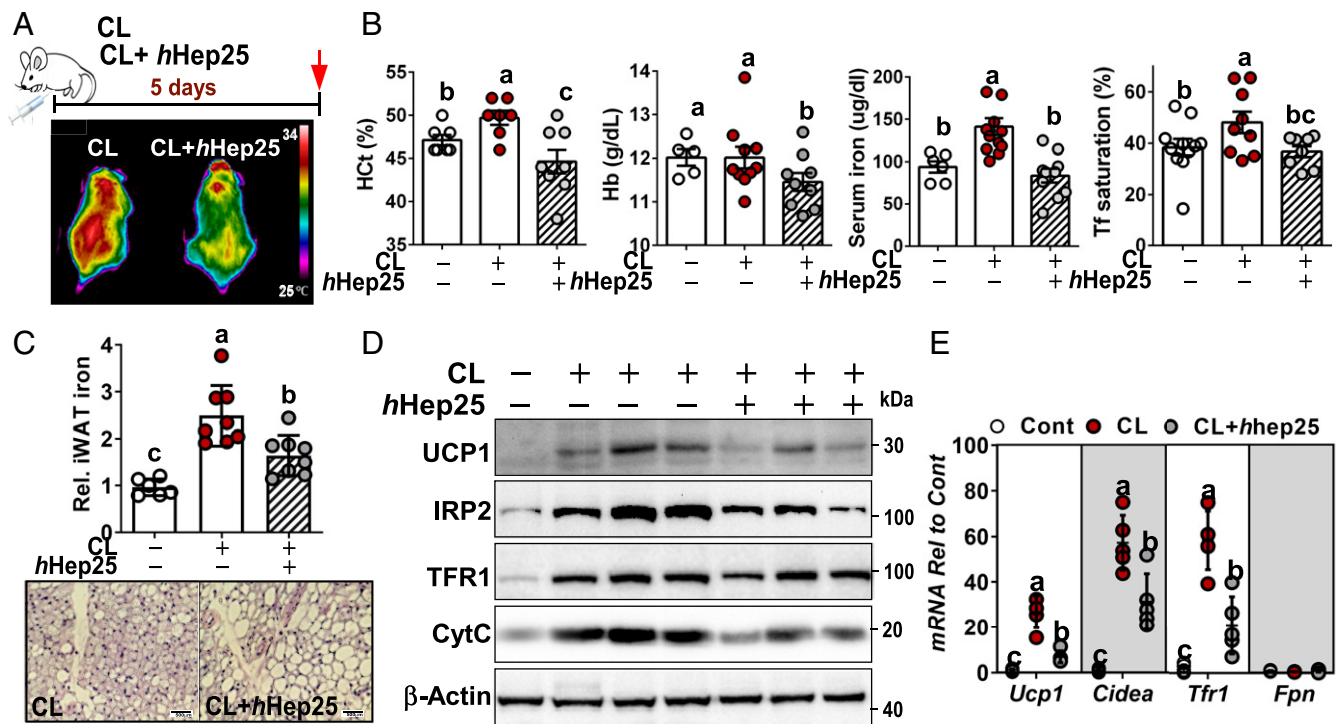 A
CL
CL+ hHep25
5 days
CL
CL+hHep25
34
25 °C
B
HCt (%)
55
50
45
35
b
a
c
CL
− + +
hHep25
− − +
Hb (g/dL)
14
13
12
11
10
a
a
b
CL
− + +
hHep25
− − +
Serum iron (ug/dl)
200
150
100
50
0
b
a
b
CL
− + +
hHep25
− − +
Tf saturation (%)
60
40
20
0
b
a
bc
CL
− + +
hHep25
− − +
C
Rel. iWAT iron
4
3
2
1
0
c
a
b
CL
− + +
hHep25
− − +
CL
CL+hHep25
D
CL
− + + + + + +
hHep25
− − − − + + +
kDa
UCP1
30
IRP2
100
TFR1
100
CytC
20
β-Actin
40
E
Cont CL CL+hhep25
mRNA Rel to Cont
100
80
60
40
20
0
c
a
b
c
a
b
c
a
b
Ucp1 Cidea Tfr1 Fpn